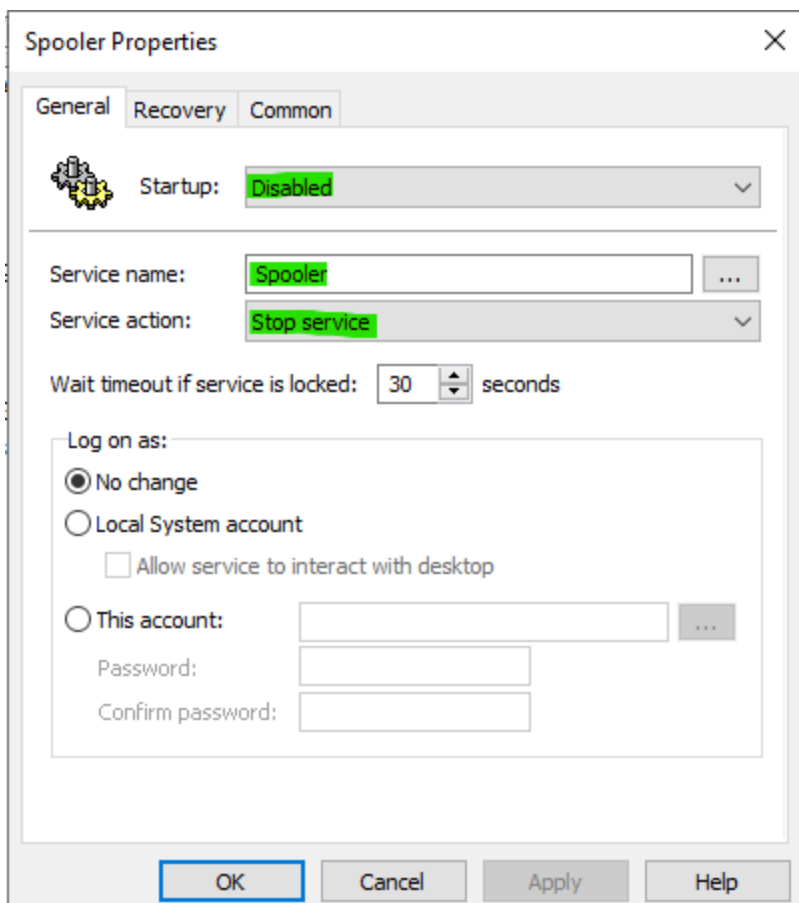 Spooler Properties
General Recovery Common
Startup: Disabled
Service name: Spooler ...
Service action: Stop service
Wait timeout if service is locked: 30 seconds
Log on as:
No change
Local System account
Allow service to interact with desktop
This account: ...
Password:
Confirm password:
OK Cancel Apply Help